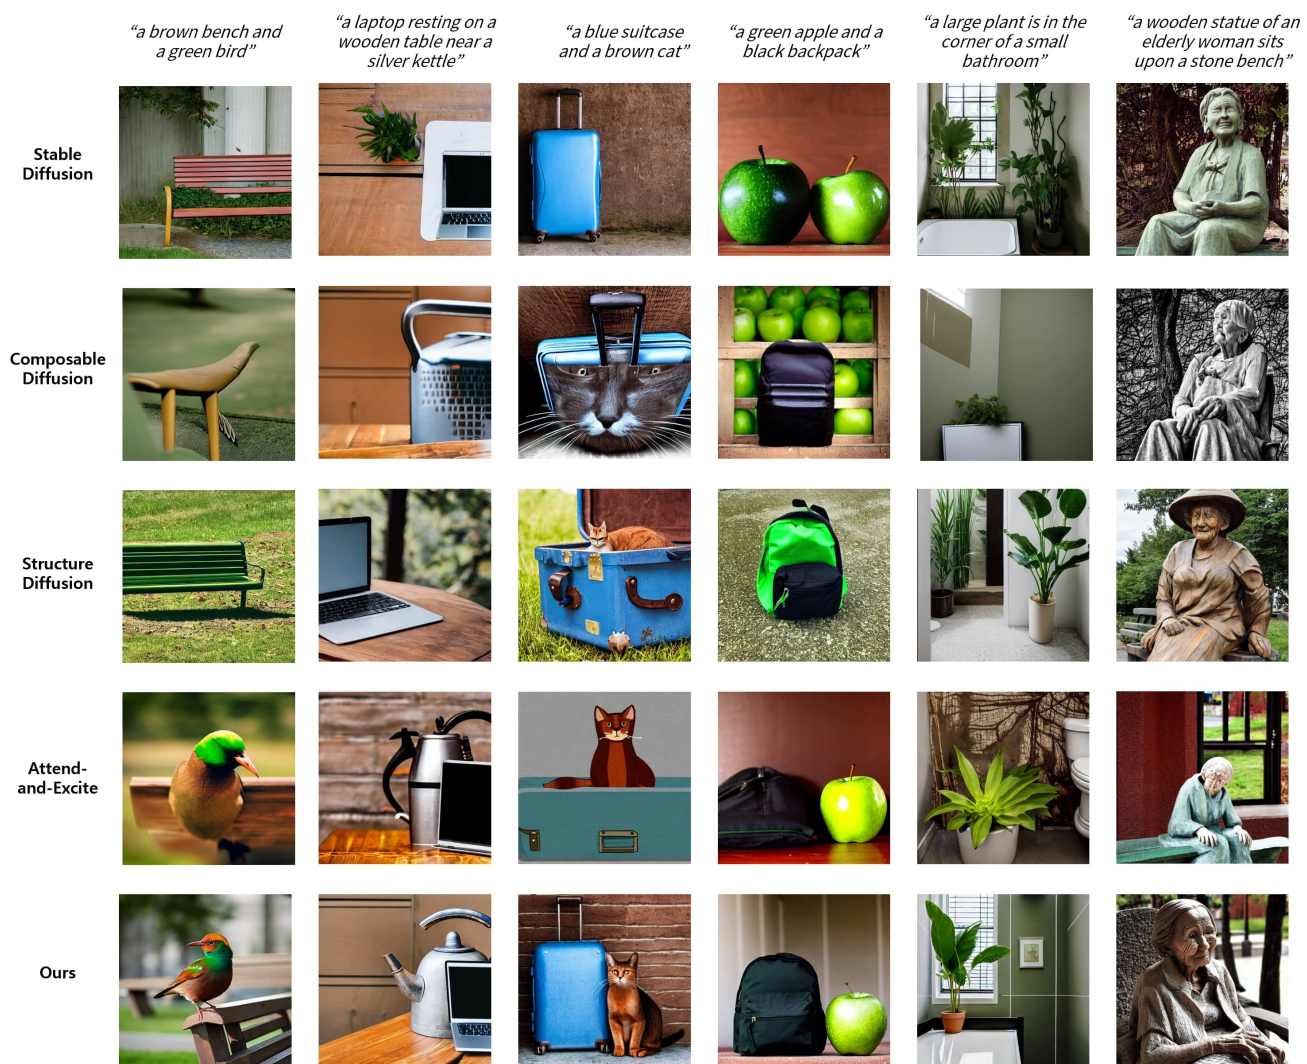 “a brown bench and
a green bird”
“a laptop resting on a
wooden table near a
silver kettle”
“a blue suitcase
and a brown cat”
“a green apple and a
black backpack”
“a large plant is in the
corner of a small
bathroom”
“a wooden statue of an
elderly woman sits
upon a stone bench”
Stable
Diffusion
Composable
Diffusion
Structure
Diffusion
Attend-
and-Excite
Ours